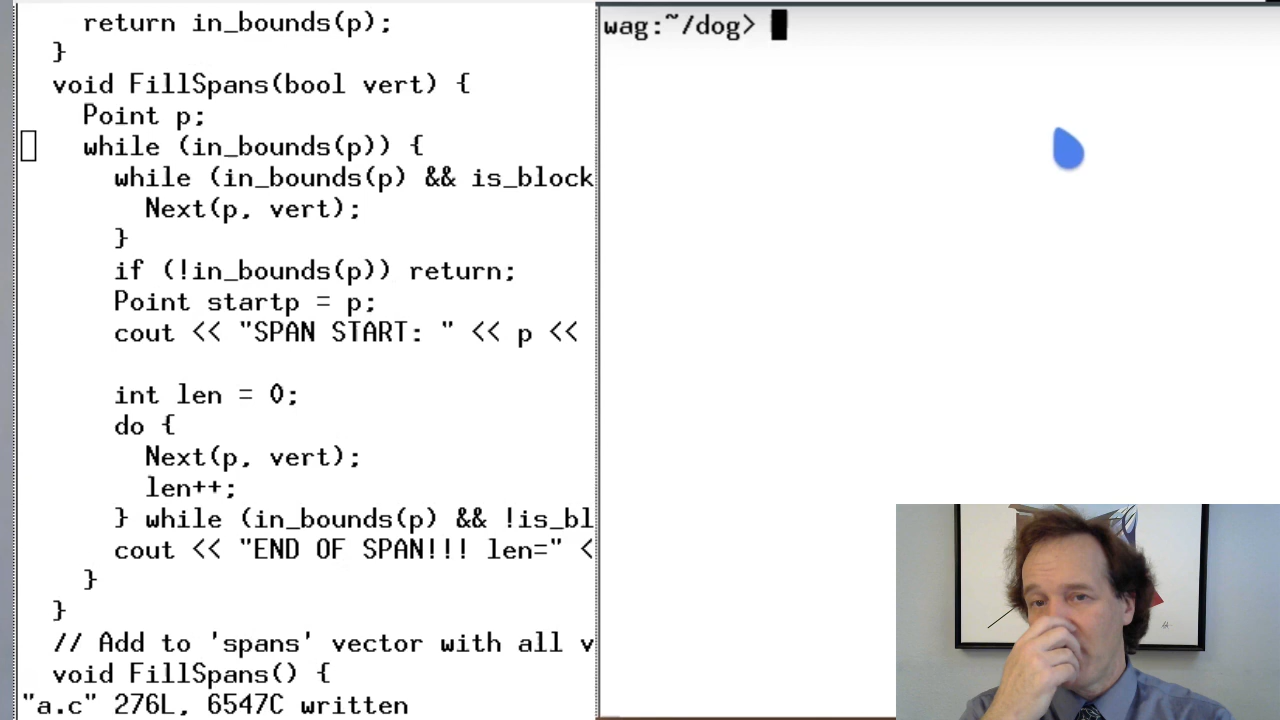 return in_bounds(p);
}
void FillSpans(bool vert) {
Point p;
while (in_bounds(p)) {
while (in_bounds(p) && is_block
Next(p, vert);
}
if (!in_bounds(p)) return;
Point startp = p;
cout << "SPAN START: " << p <<
int len = 0;
do {
Next(p, vert);
len++;
} while (in_bounds(p) && !is_bl
cout << "END OF SPAN!!! len=" <
}
}
// Add to 'spans' vector with all v
void FillSpans() {
"a.c" 276L, 6547C written
wag:~/dog>